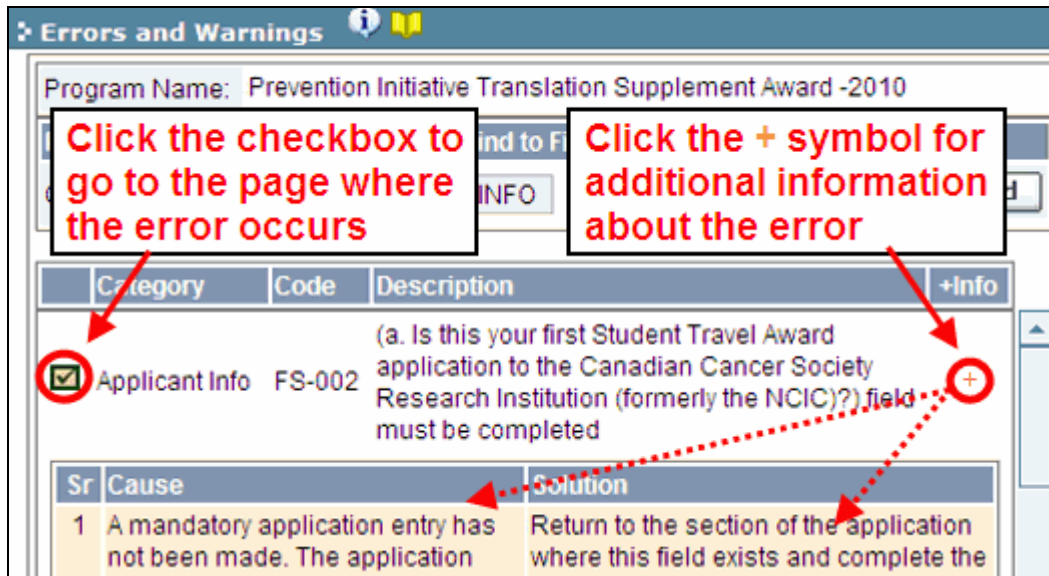 Errors and Warnings
Program Name: Prevention Initiative Translation Supplement Award -2010
Click the checkbox to
go to the page where
the error occurs
Click the + symbol for
additional information
about the error
INFO
Category Code Description +Info
Applicant Info FS-002 (a. Is this your first Student Travel Award
application to the Canadian Cancer Society
Research Institution (formerly the NCIC)?) field
must be completed
+
Sr Cause Solution
1 A mandatory application entry has Return to the section of the application
not been made. The application where this field exists and complete the